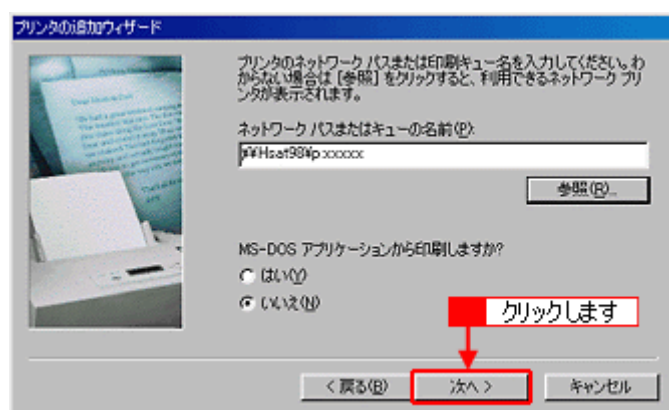 プリンタの追加ウィザード
プリンタのネットワーク パスまたは印刷キュー名を入力してください。わ
からない場合は [参照] をクリックすると、利用できるネットワーク プリ
ンタが表示されます。
ネットワーク パスまたはキューの名前(P):
¥¥Hsat98¥p xxxxxx
参照(R)...
MS-DOS アプリケーションから印刷しますか?
はい(Y)
いいえ(N)
クリックします
< 戻る(B)
次へ >
キャンセル